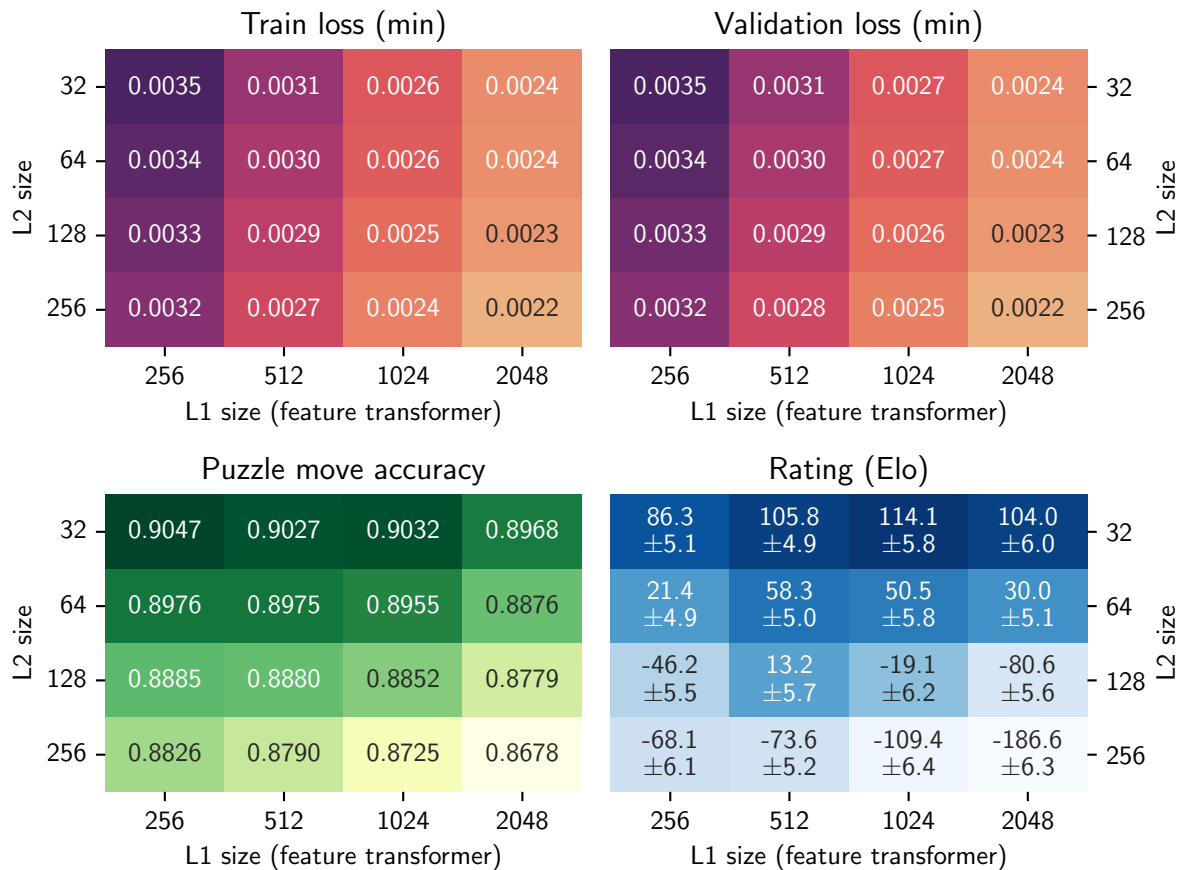 Train loss (min)
Validation loss (min)
L2 size
32 0.0035 0.0031 0.0026 0.0024
64 0.0034 0.0030 0.0026 0.0024
128 0.0033 0.0029 0.0025 0.0023
256 0.0032 0.0027 0.0024 0.0022
256 512 1024 2048
L1 size (feature transformer)
0.0035 0.0031 0.0027 0.0024 32
0.0034 0.0030 0.0027 0.0024 64
0.0033 0.0029 0.0026 0.0023 128
0.0032 0.0028 0.0025 0.0022 256
L2 size
256 512 1024 2048
L1 size (feature transformer)
Puzzle move accuracy
Rating (Elo)
L2 size
32 0.9047 0.9027 0.9032 0.8968
64 0.8976 0.8975 0.8955 0.8876
128 0.8885 0.8880 0.8852 0.8779
256 0.8826 0.8790 0.8725 0.8678
256 512 1024 2048
L1 size (feature transformer)
86.3 105.8 114.1 104.0
±5.1 ±4.9 ±5.8 ±6.0
32
21.4 58.3 50.5 30.0
±4.9 ±5.0 ±5.8 ±5.1
64
-46.2 13.2 -19.1 -80.6
±5.5 ±5.7 ±6.2 ±5.6
128
-68.1 -73.6 -109.4 -186.6
±6.1 ±5.2 ±6.4 ±6.3
256
L2 size
256 512 1024 2048
L1 size (feature transformer)